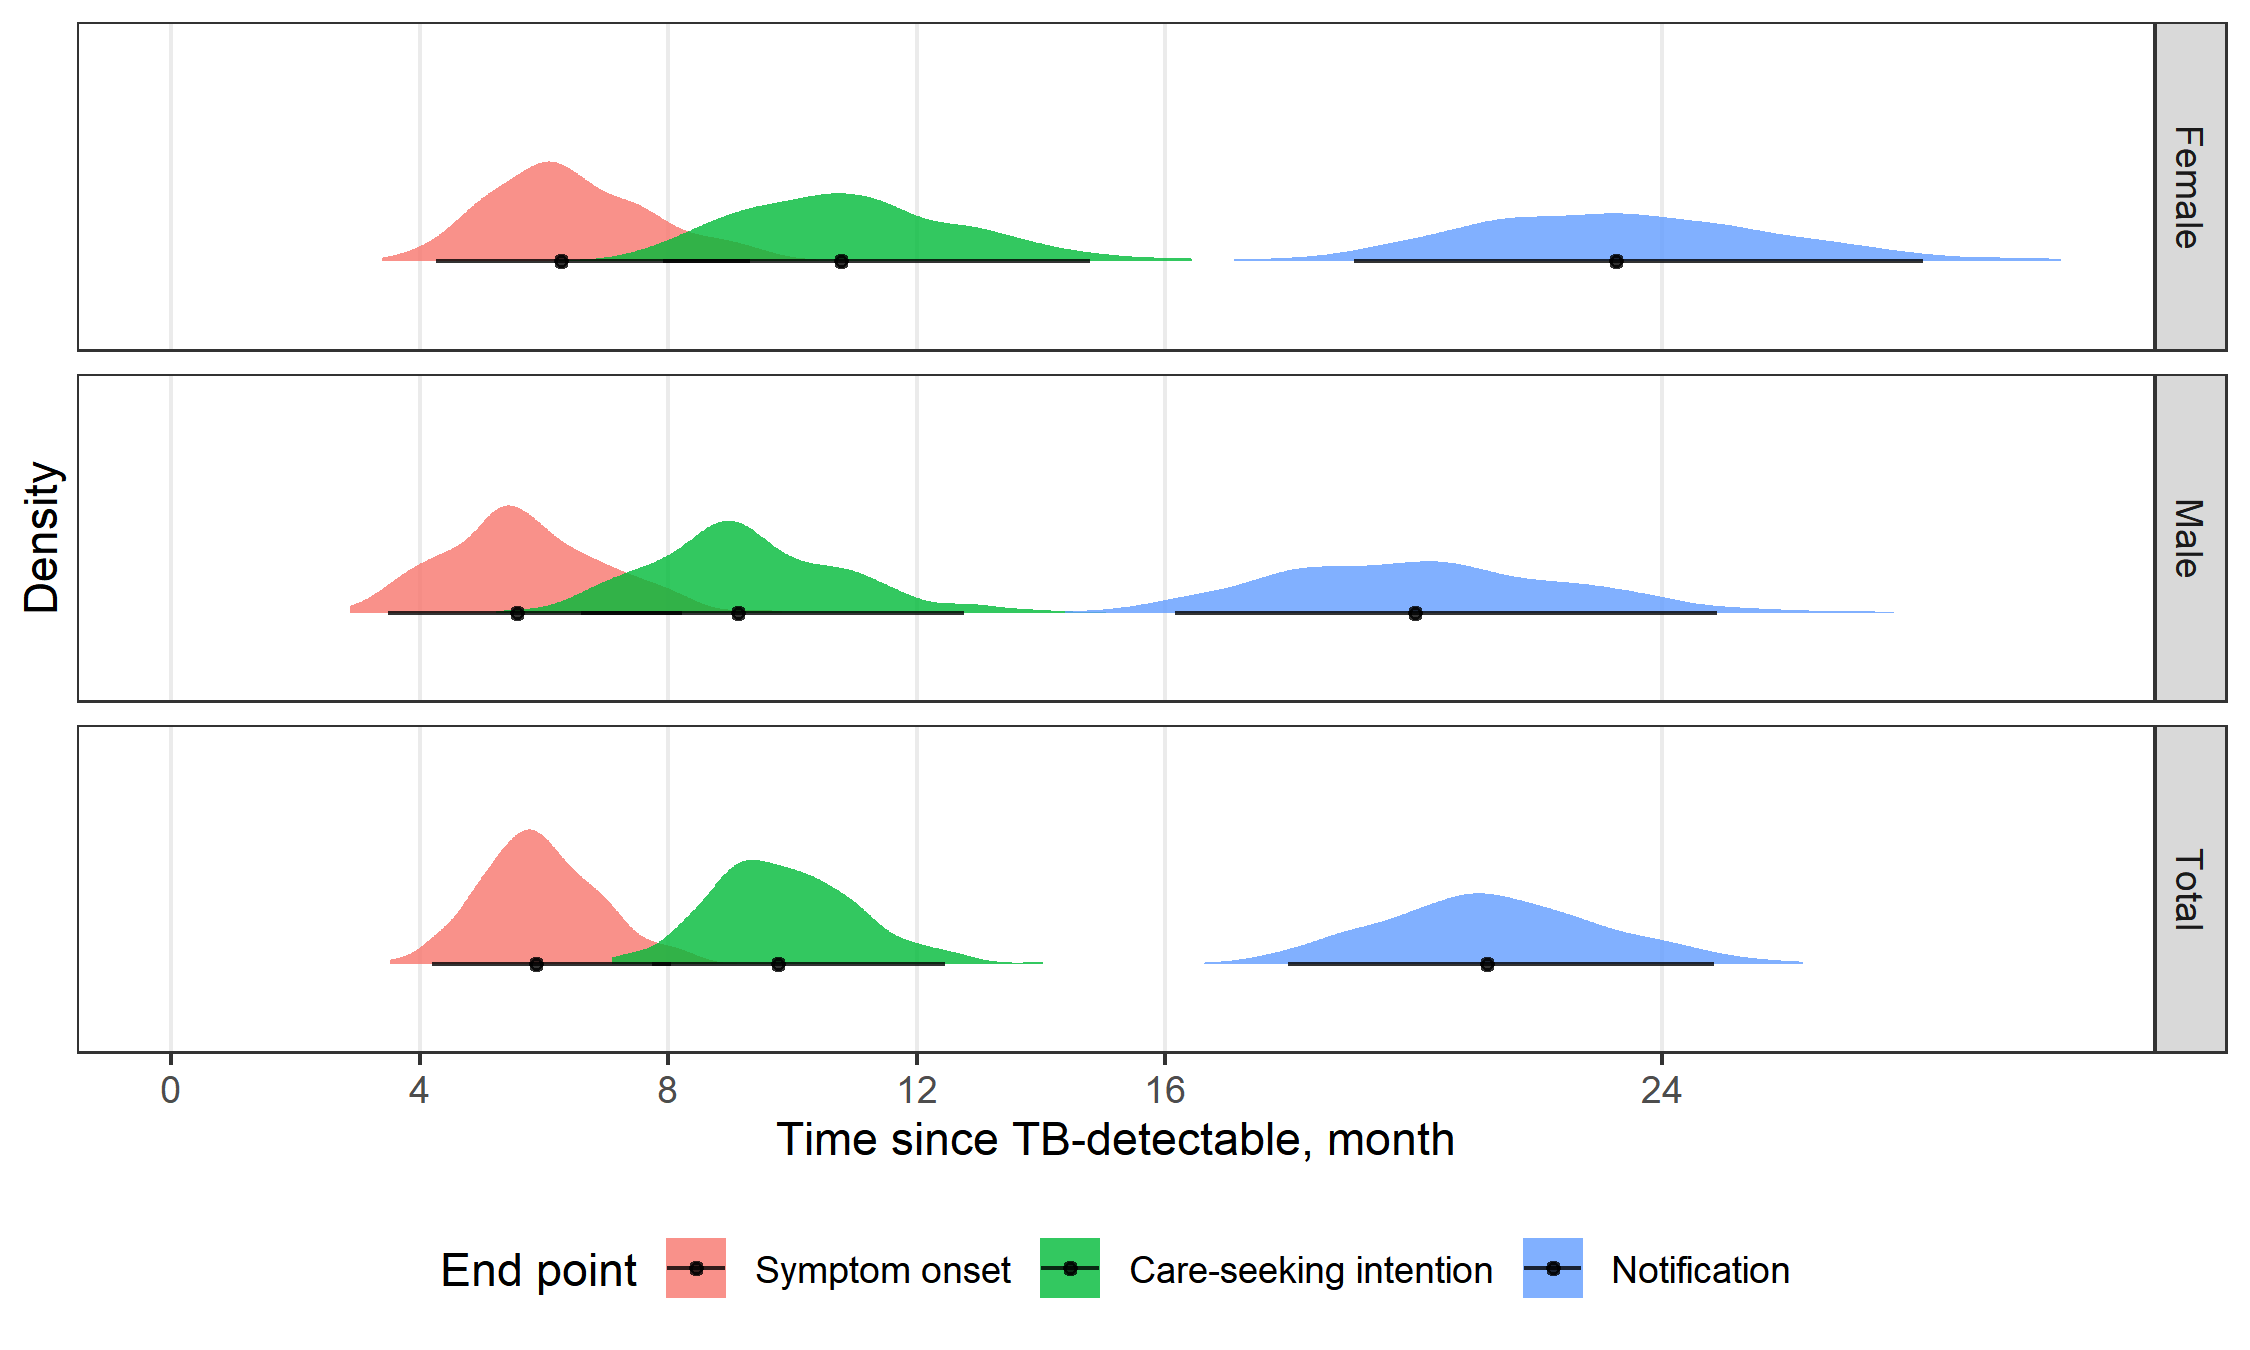 Female
Male
Total
Density
0 4 8 12 16 24
Time since TB-detectable, month
End point Symptom onset Care-seeking intention Notification